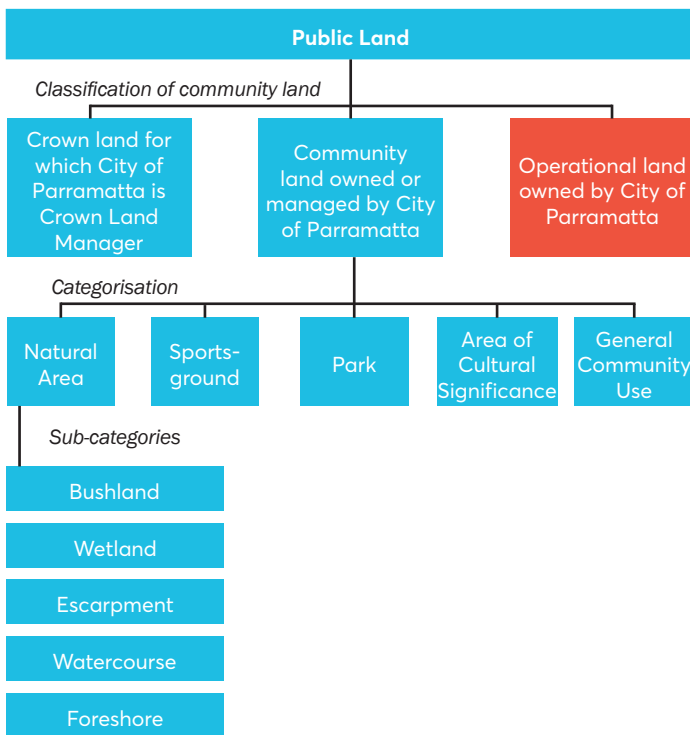 Public Land
Classification of community land
Crown land for
which City of
Parramatta is
Crown Land
Manager
Community
land owned or
managed by City
of Parramatta
Operational land
owned by City of
Parramatta
Categorisation
Natural
Area
Sports-
ground
Park
Area of
Cultural
Significance
General
Community
Use
Sub-categories
Bushland
Wetland
Escarpment
Watercourse
Foreshore